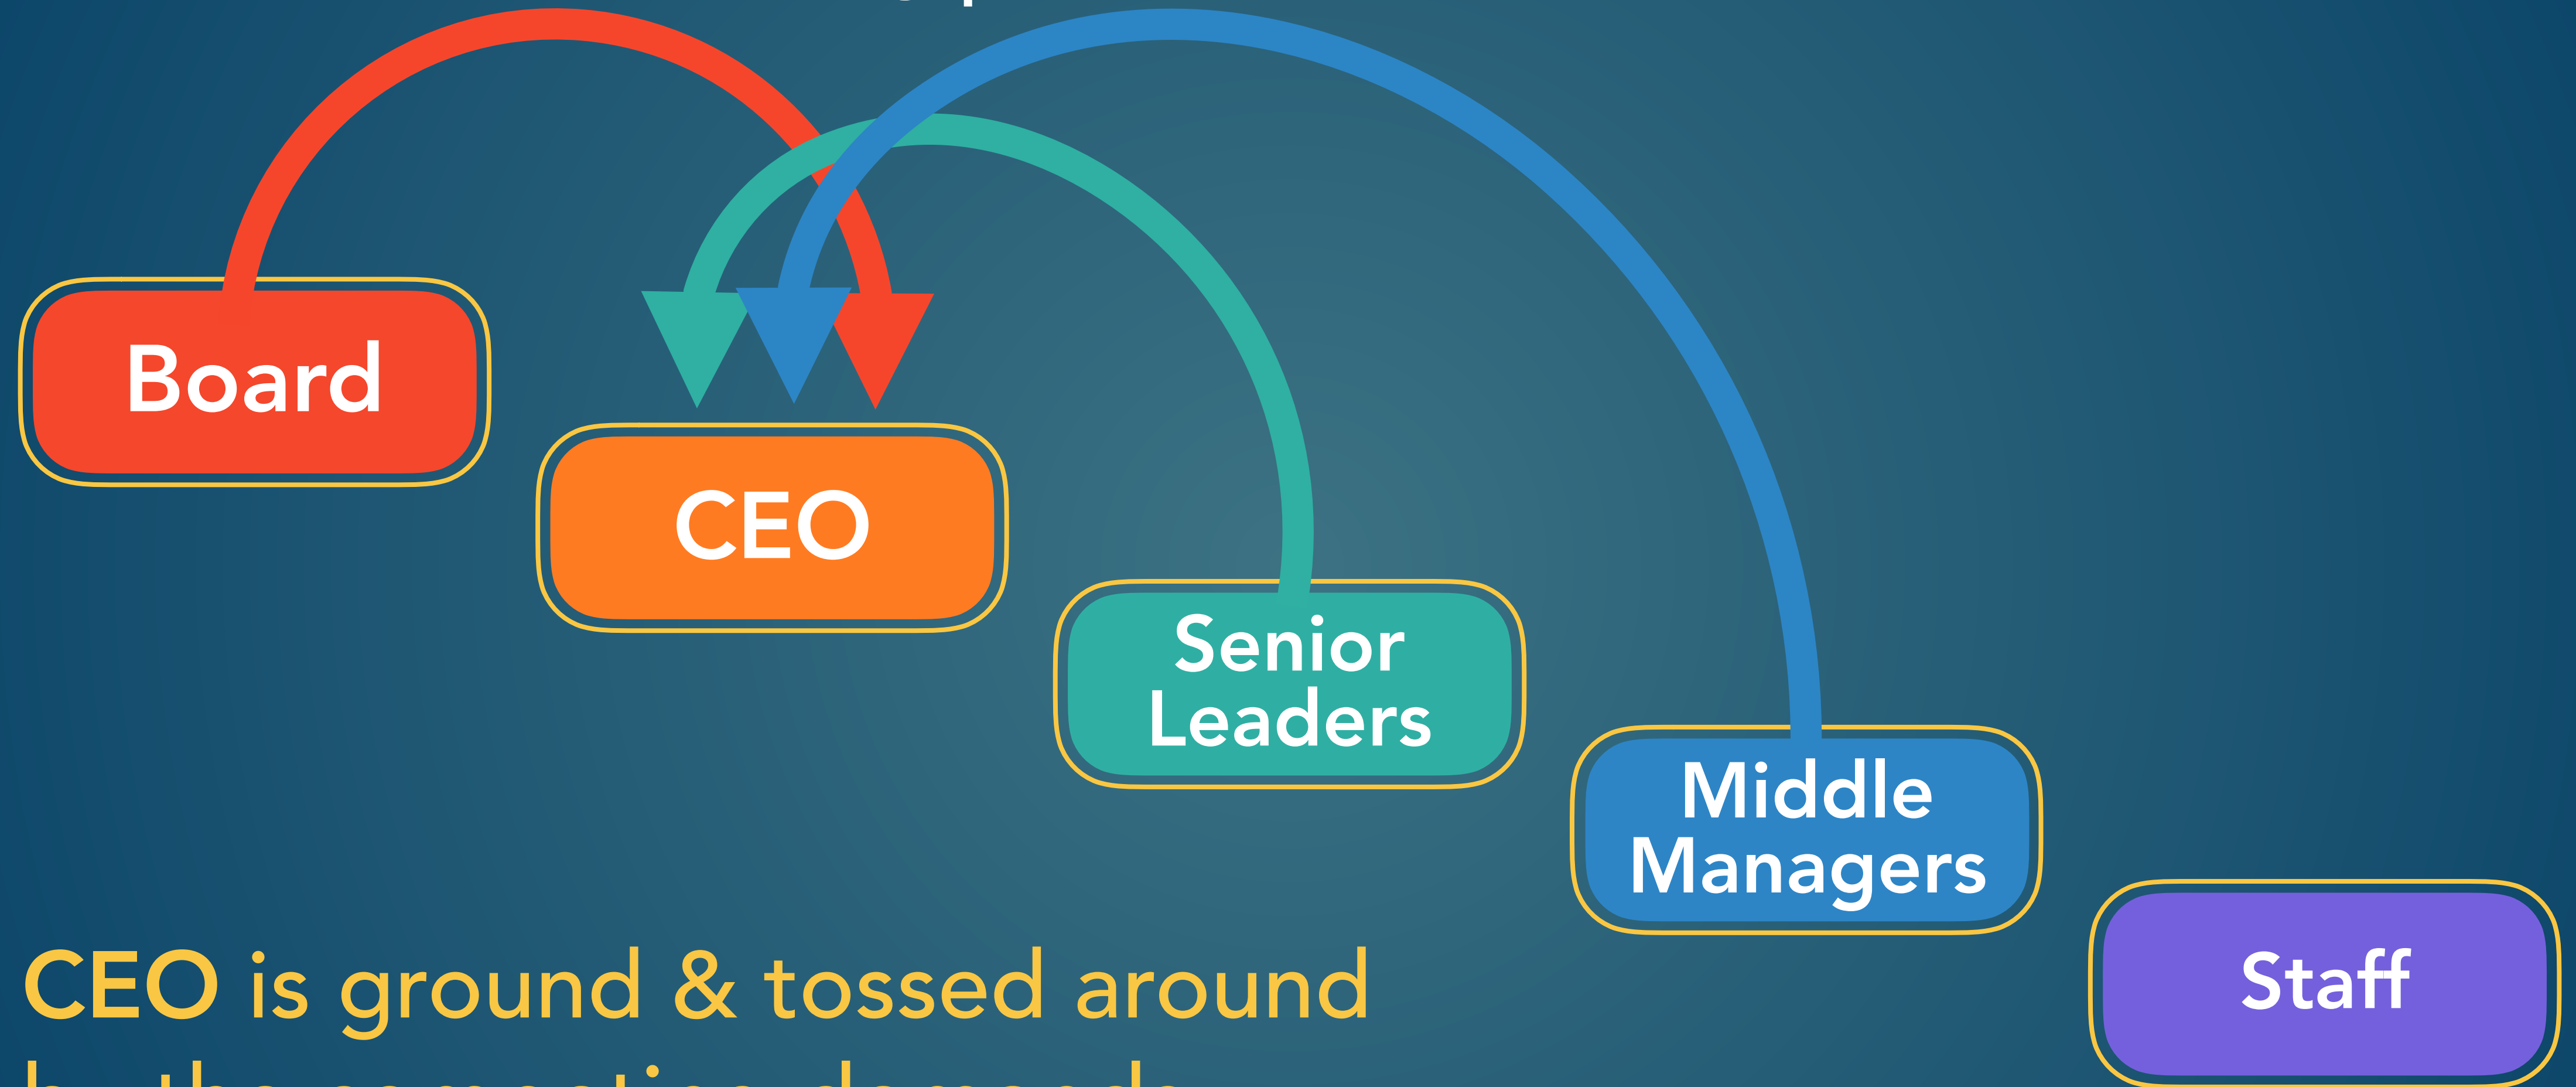 Board
CEO
Senior
Leaders
Middle
Managers
Staff
CEO is ground & tossed around